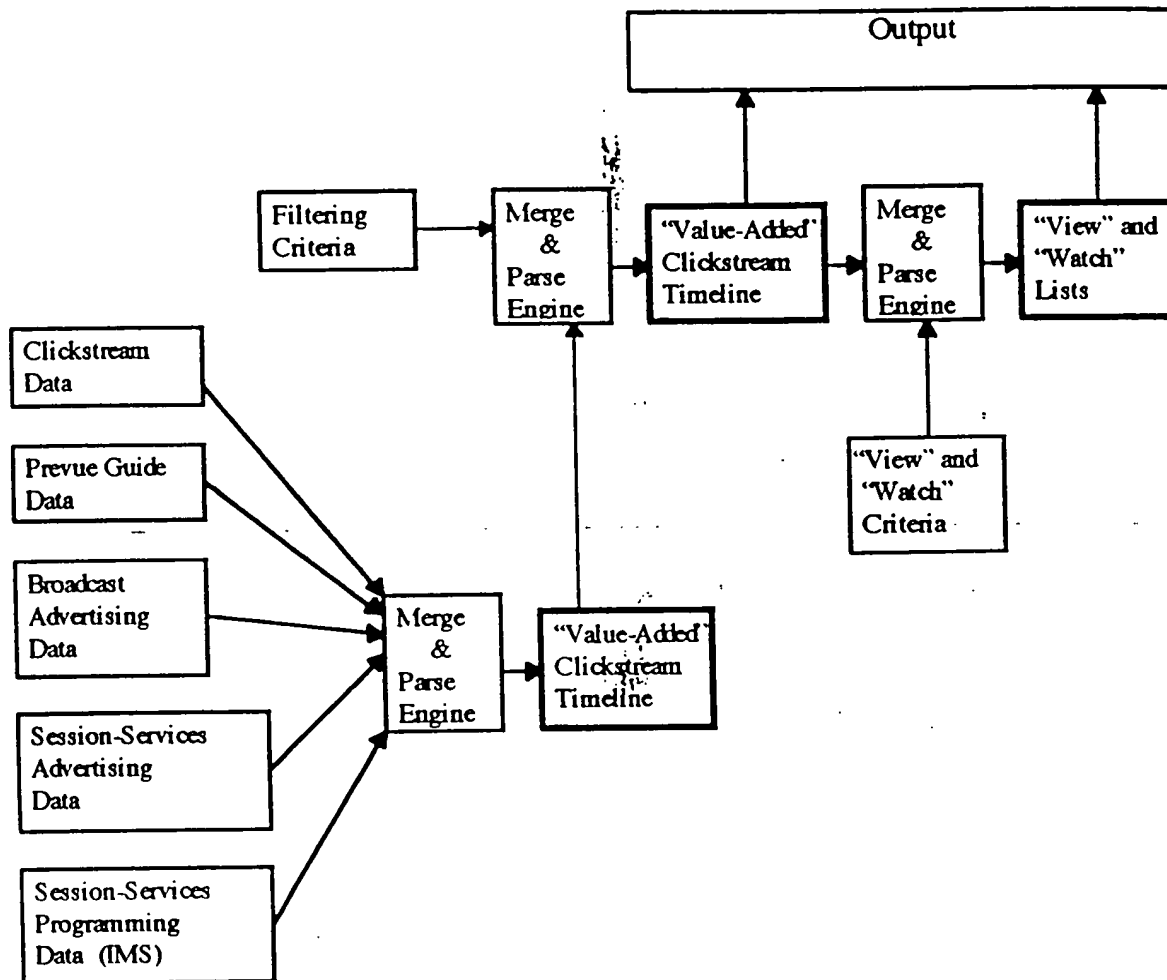 Output
Filtering
Criteria
Merge
&
Parse
Engine
“Value-Added”
Clickstream
Timeline
Merge
&
Parse
Engine
“View” and
“Watch”
Lists
Clickstream
Data
Prevue Guide
Data
“View” and
“Watch”
Criteria
Broadcast
Advertising
Data
Merge
&
Parse
Engine
“Value-Added”
Clickstream
Timeline
Session-Services
Advertising
Data
Session-Services
Programming
Data (IMS)